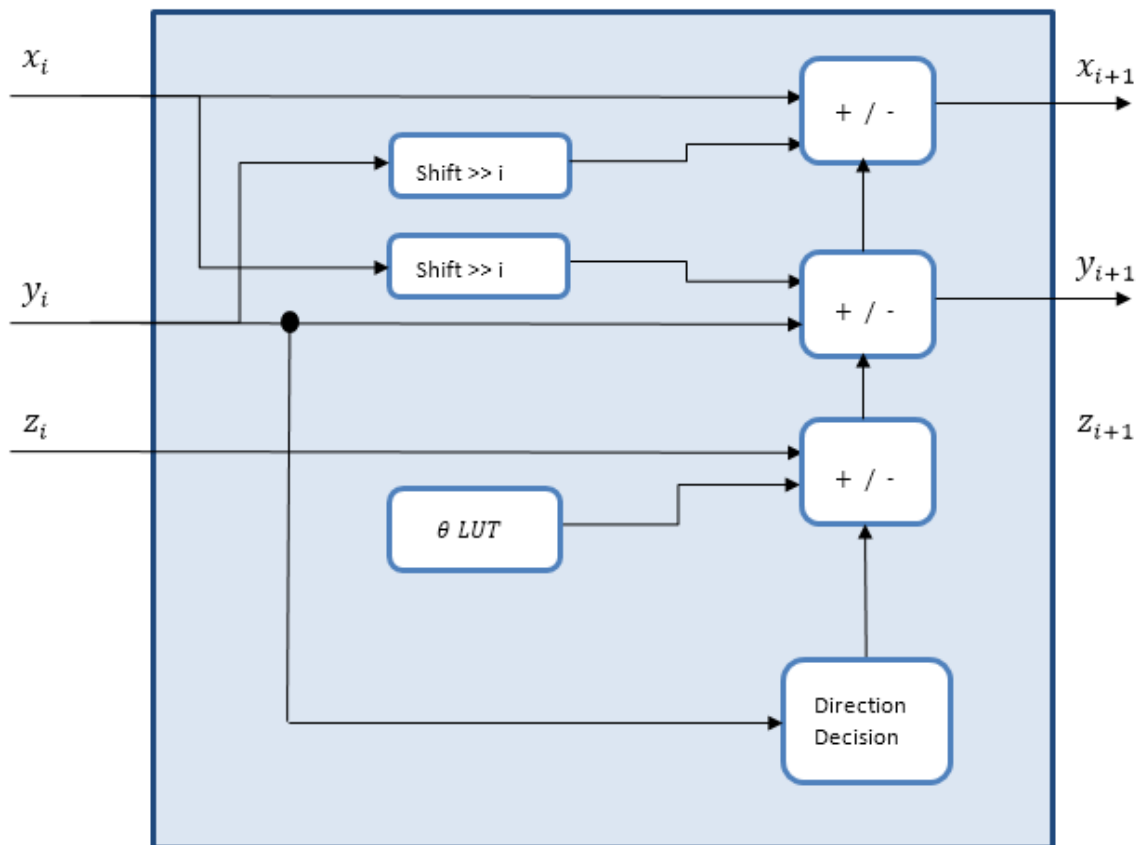 x_i
x_{i+1}
+ / -
Shift >> i
Shift >> i
y_i
y_{i+1}
+ / -
z_i
z_{i+1}
+ / -
θ LUT
Direction
Decision